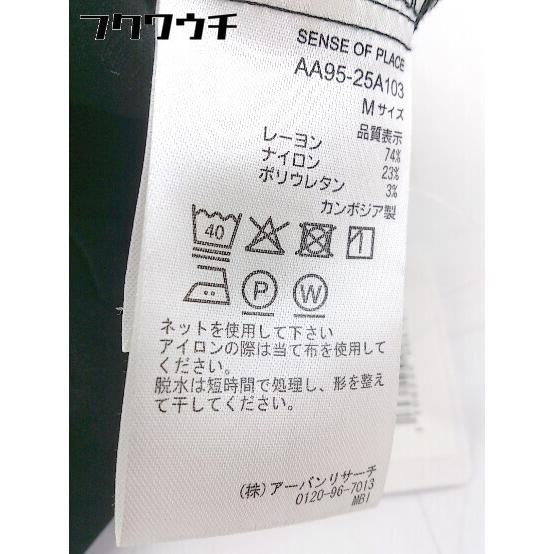 フクワウチ
SENSE OF PLACE
AA95-25A103
Mサイズ
品質表示
レーヨン 74%
ナイロン 23%
ポリウレタン 3%
カンボジア製
40
P W
ネットを使用して下さい
アイロンの際は当て布を使用して
ください。
脱水は短時間で処理し、形を整え
て干してください。
(株)アーバンリサーチ
0120-96-7013
MBI